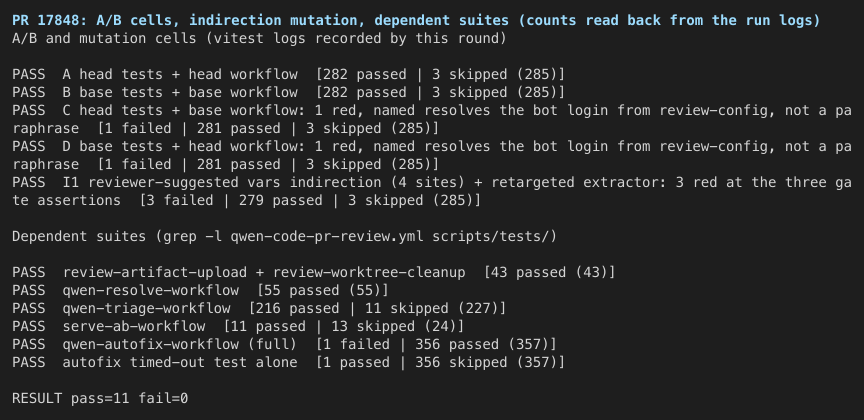 PR 17848: A/B cells, indirection mutation, dependent suites (counts read back from the run logs)
A/B and mutation cells (vitest logs recorded by this round)
PASS  A head tests + head workflow  [282 passed | 3 skipped (285)]
PASS  B base tests + base workflow  [282 passed | 3 skipped (285)]
PASS  C head tests + base workflow: 1 red, named resolves the bot login from review-config, not a pa
raphrase  [1 failed | 281 passed | 3 skipped (285)]
PASS  D base tests + head workflow: 1 red, named resolves the bot login from review-config, not a pa
raphrase  [1 failed | 281 passed | 3 skipped (285)]
PASS  I1 reviewer-suggested vars indirection (4 sites) + retargeted extractor: 3 red at the three ga
te assertions  [3 failed | 279 passed | 3 skipped (285)]
Dependent suites (grep -l qwen-code-pr-review.yml scripts/tests/)
PASS  review-artifact-upload + review-worktree-cleanup  [43 passed (43)]
PASS  qwen-resolve-workflow  [55 passed (55)]
PASS  qwen-triage-workflow  [216 passed | 11 skipped (227)]
PASS  serve-ab-workflow  [11 passed | 13 skipped (24)]
PASS  qwen-autofix-workflow (full)  [1 failed | 356 passed (357)]
PASS  autofix timed-out test alone  [1 passed | 356 skipped (357)]
RESULT pass=11 fail=0